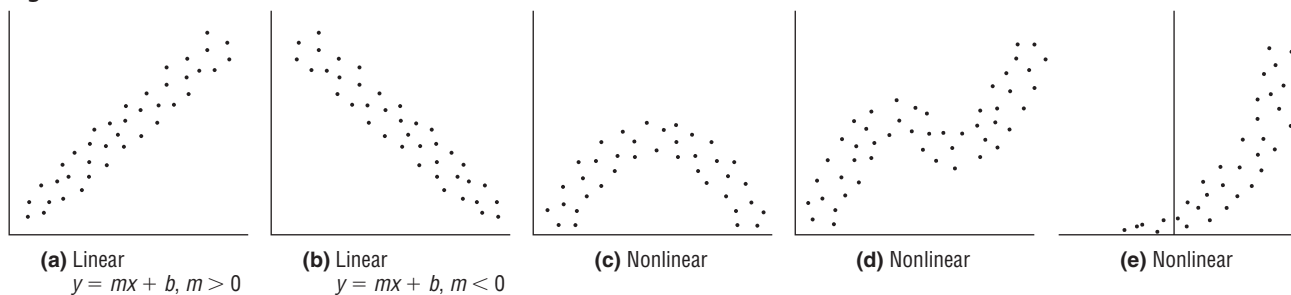 (a) Linear
y = mx + b, m > 0
(b) Linear
y = mx + b, m < 0
(c) Nonlinear
(d) Nonlinear
(e) Nonlinear